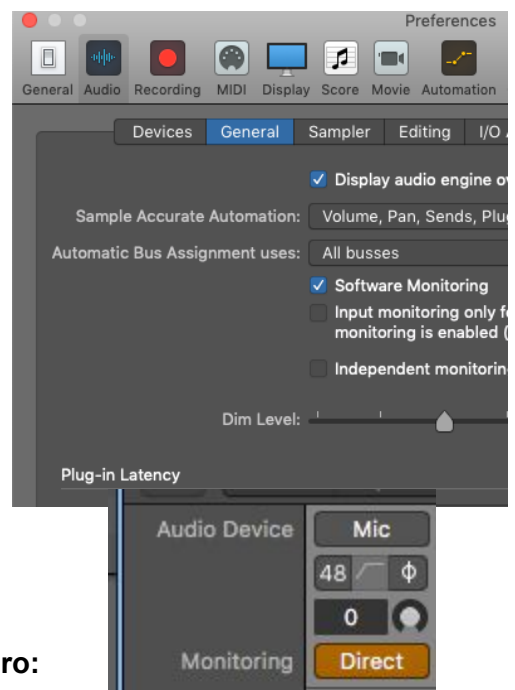 Preferences
General Audio Recording MIDI Display Score Movie Automation
Devices General Sampler Editing I/O
Display audio engine
Sample Accurate Automation: Volume, Pan, Sends,
Automatic Bus Assignment uses: All busses
Software Monitoring
Input monitoring only
monitoring is enabled (
Independent
Dim Level:
Plug-in Latency
Audio Device Mic
48 Φ
0
ro:
Monitoring Direct